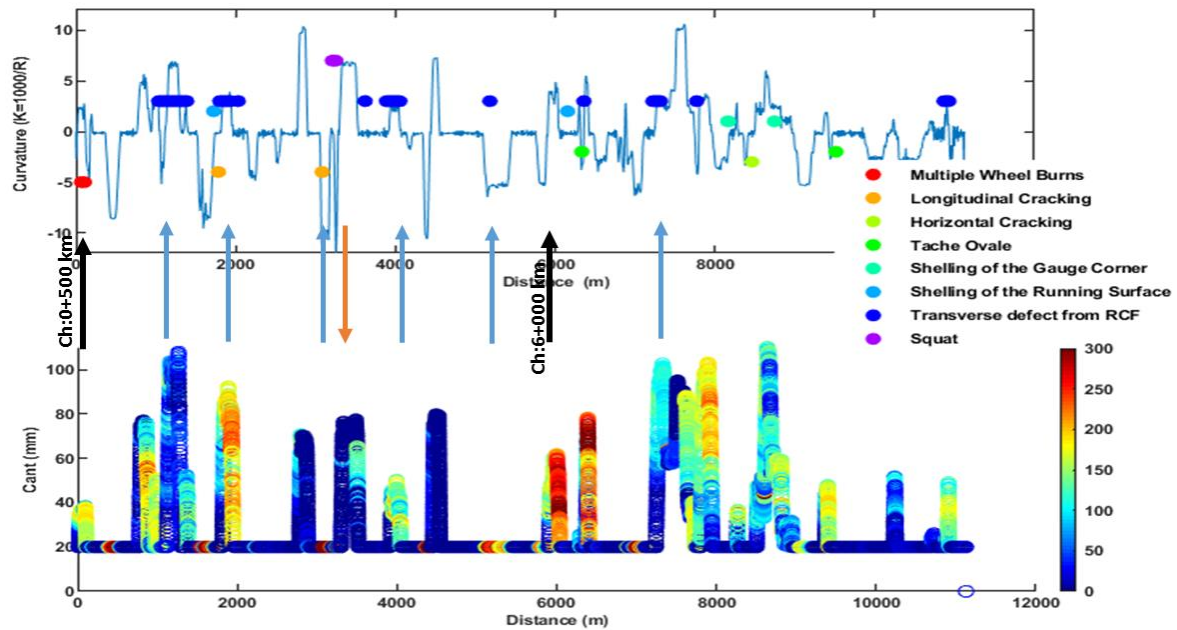 10
5
0
-5
-10
Curvature (K=1000/R)
0
2000
4000
6000
8000
Distance (m)
Ch:0+500 km
Ch:6+000 km
Multiple Wheel Burns
Longitudinal Cracking
Horizontal Cracking
Tache Ovale
Shelling of the Gauge Corner
Shelling of the Running Surface
Transverse defect from RCF
Squat
100
80
60
40
20
0
Cant (mm)
0
2000
4000
6000
8000
10000
12000
Distance (m)
300
250
200
150
100
50
0